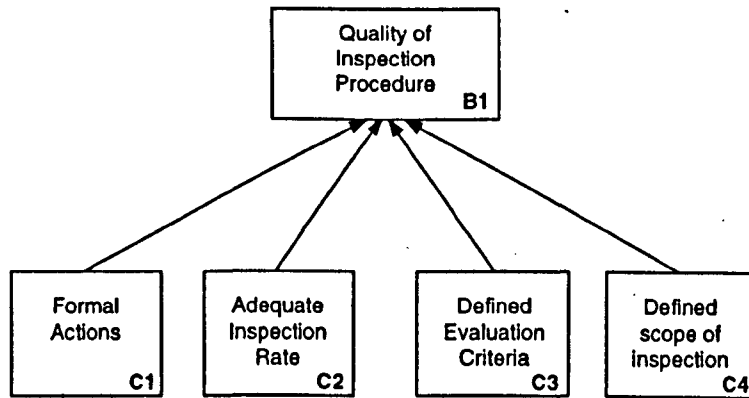 Quality of
Inspection
Procedure
B1
Formal
Actions
C1
Adequate
Inspection
Rate
C2
Defined
Evaluation
Criteria
C3
Defined
scope of
inspection
C4